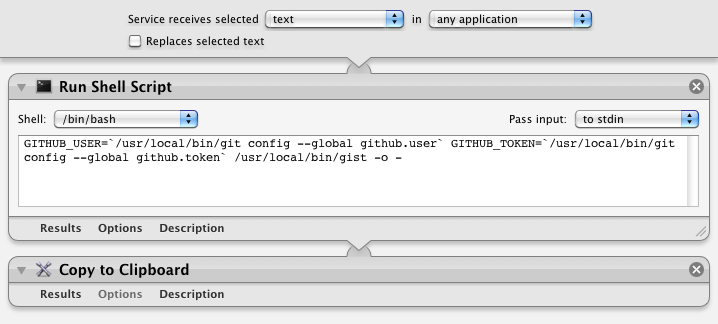 Service receives selected text in any application
Replaces selected text
Run Shell Script
Shell: /bin/bash Pass input: to stdin
GITHUB_USER=`/usr/local/bin/git config --global github.user` GITHUB_TOKEN=`/usr/local/bin/git
config --global github.token` /usr/local/bin/gist -o -
Results Options Description
Copy to Clipboard
Results Options Description